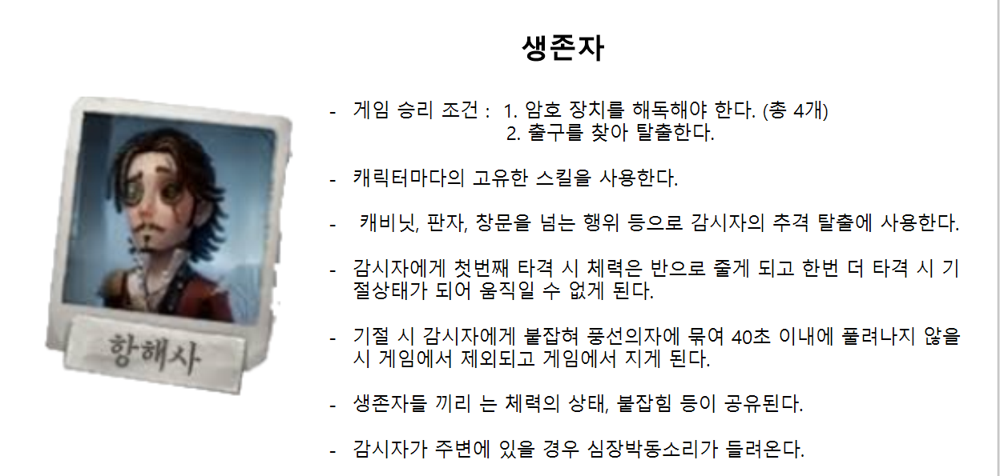 생존자
- 게임 승리 조건 : 1. 암호 장치를 해독해야 한다. (총 4개)
2. 출구를 찾아 탈출한다.
- 캐릭터마다의 고유한 스킬을 사용한다.
- 캐비닛, 판자, 창문을 넘는 행위 등으로 감시자의 추격 탈출에 사용한다.
- 감시자에게 첫번째 타격 시 체력은 반으로 줄게 되고 한번 더 타격 시 기
절상태가 되어 움직일 수 없게 된다.
- 기절 시 감시자에게 붙잡혀 풍선의자에 묶여 40초 이내에 풀려나지 않을
시 게임에서 제외되고 게임에서 지게 된다.
- 생존자들 끼리 는 체력의 상태, 붙잡힘 등이 공유된다.
- 감시자가 주변에 있을 경우 심장박동소리가 들려온다.
항해사